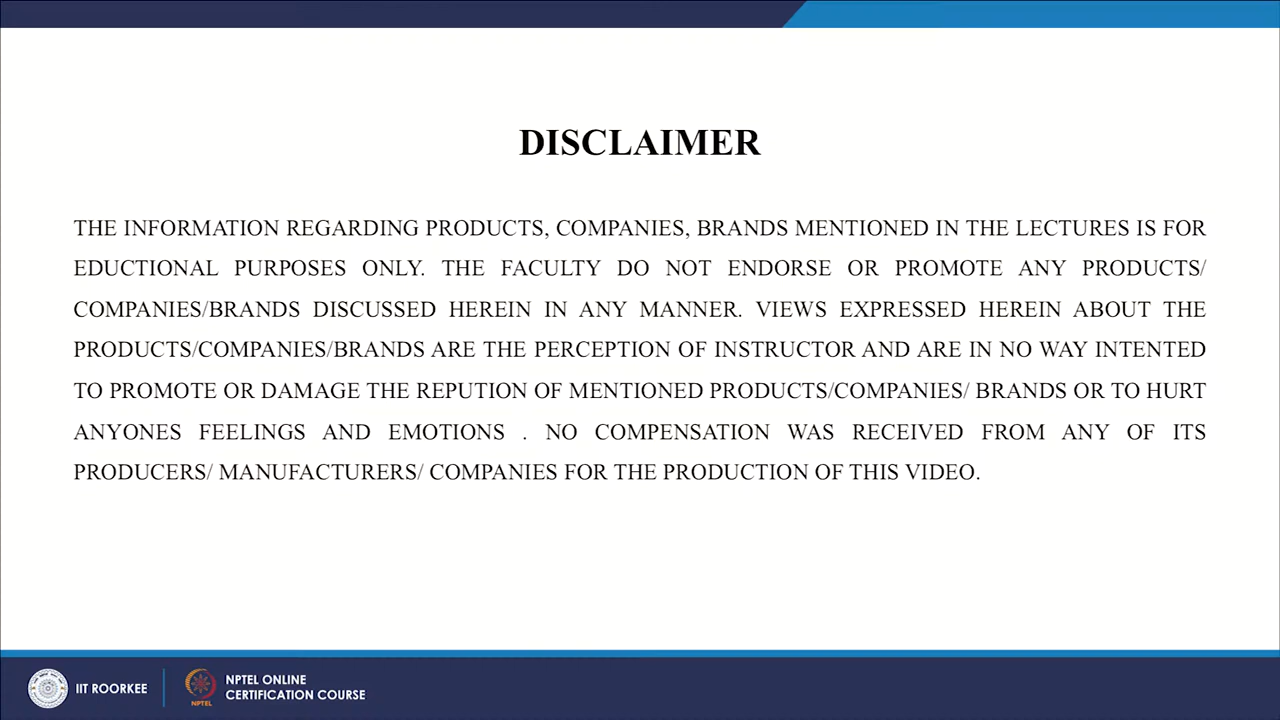 DISCLAIMER
THE INFORMATION REGARDING PRODUCTS, COMPANIES, BRANDS MENTIONED IN THE LECTURES IS FOR
EDUCTIONAL PURPOSES ONLY. THE FACULTY DO NOT ENDORSE OR PROMOTE ANY PRODUCTS/
COMPANIES/BRANDS DISCUSSED HEREIN IN ANY MANNER. VIEWS EXPRESSED HEREIN ABOUT THE
PRODUCTS/COMPANIES/BRANDS ARE THE PERCEPTION OF INSTRUCTOR AND ARE IN NO WAY INTENTED
TO PROMOTE OR DAMAGE THE REPUTION OF MENTIONED PRODUCTS/COMPANIES/ BRANDS OR TO HURT
ANYONES FEELINGS AND EMOTIONS . NO COMPENSATION WAS RECEIVED FROM ANY OF ITS
PRODUCERS/ MANUFACTURERS/ COMPANIES FOR THE PRODUCTION OF THIS VIDEO.
IIT ROORKEE
NPTEL
NPTEL ONLINE
CERTIFICATION COURSE